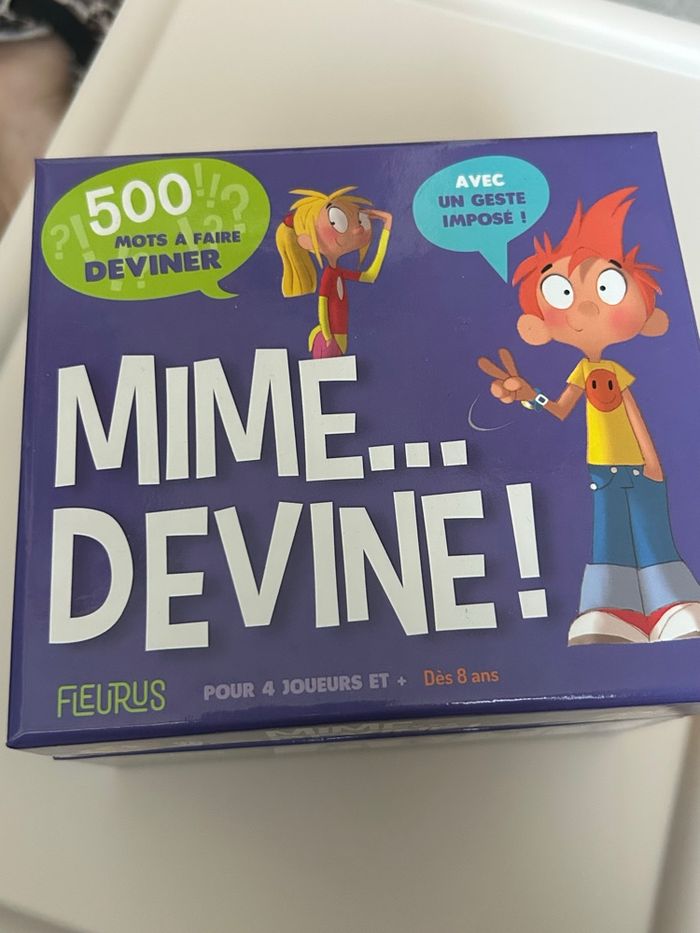 500
MOTS À FAIRE
DEVINER
AVEC
UN GESTE
IMPOSÉ !
MIME...
DEVINE !
FLEURUS
POUR 4 JOUEURS ET +
Dès 8 ans